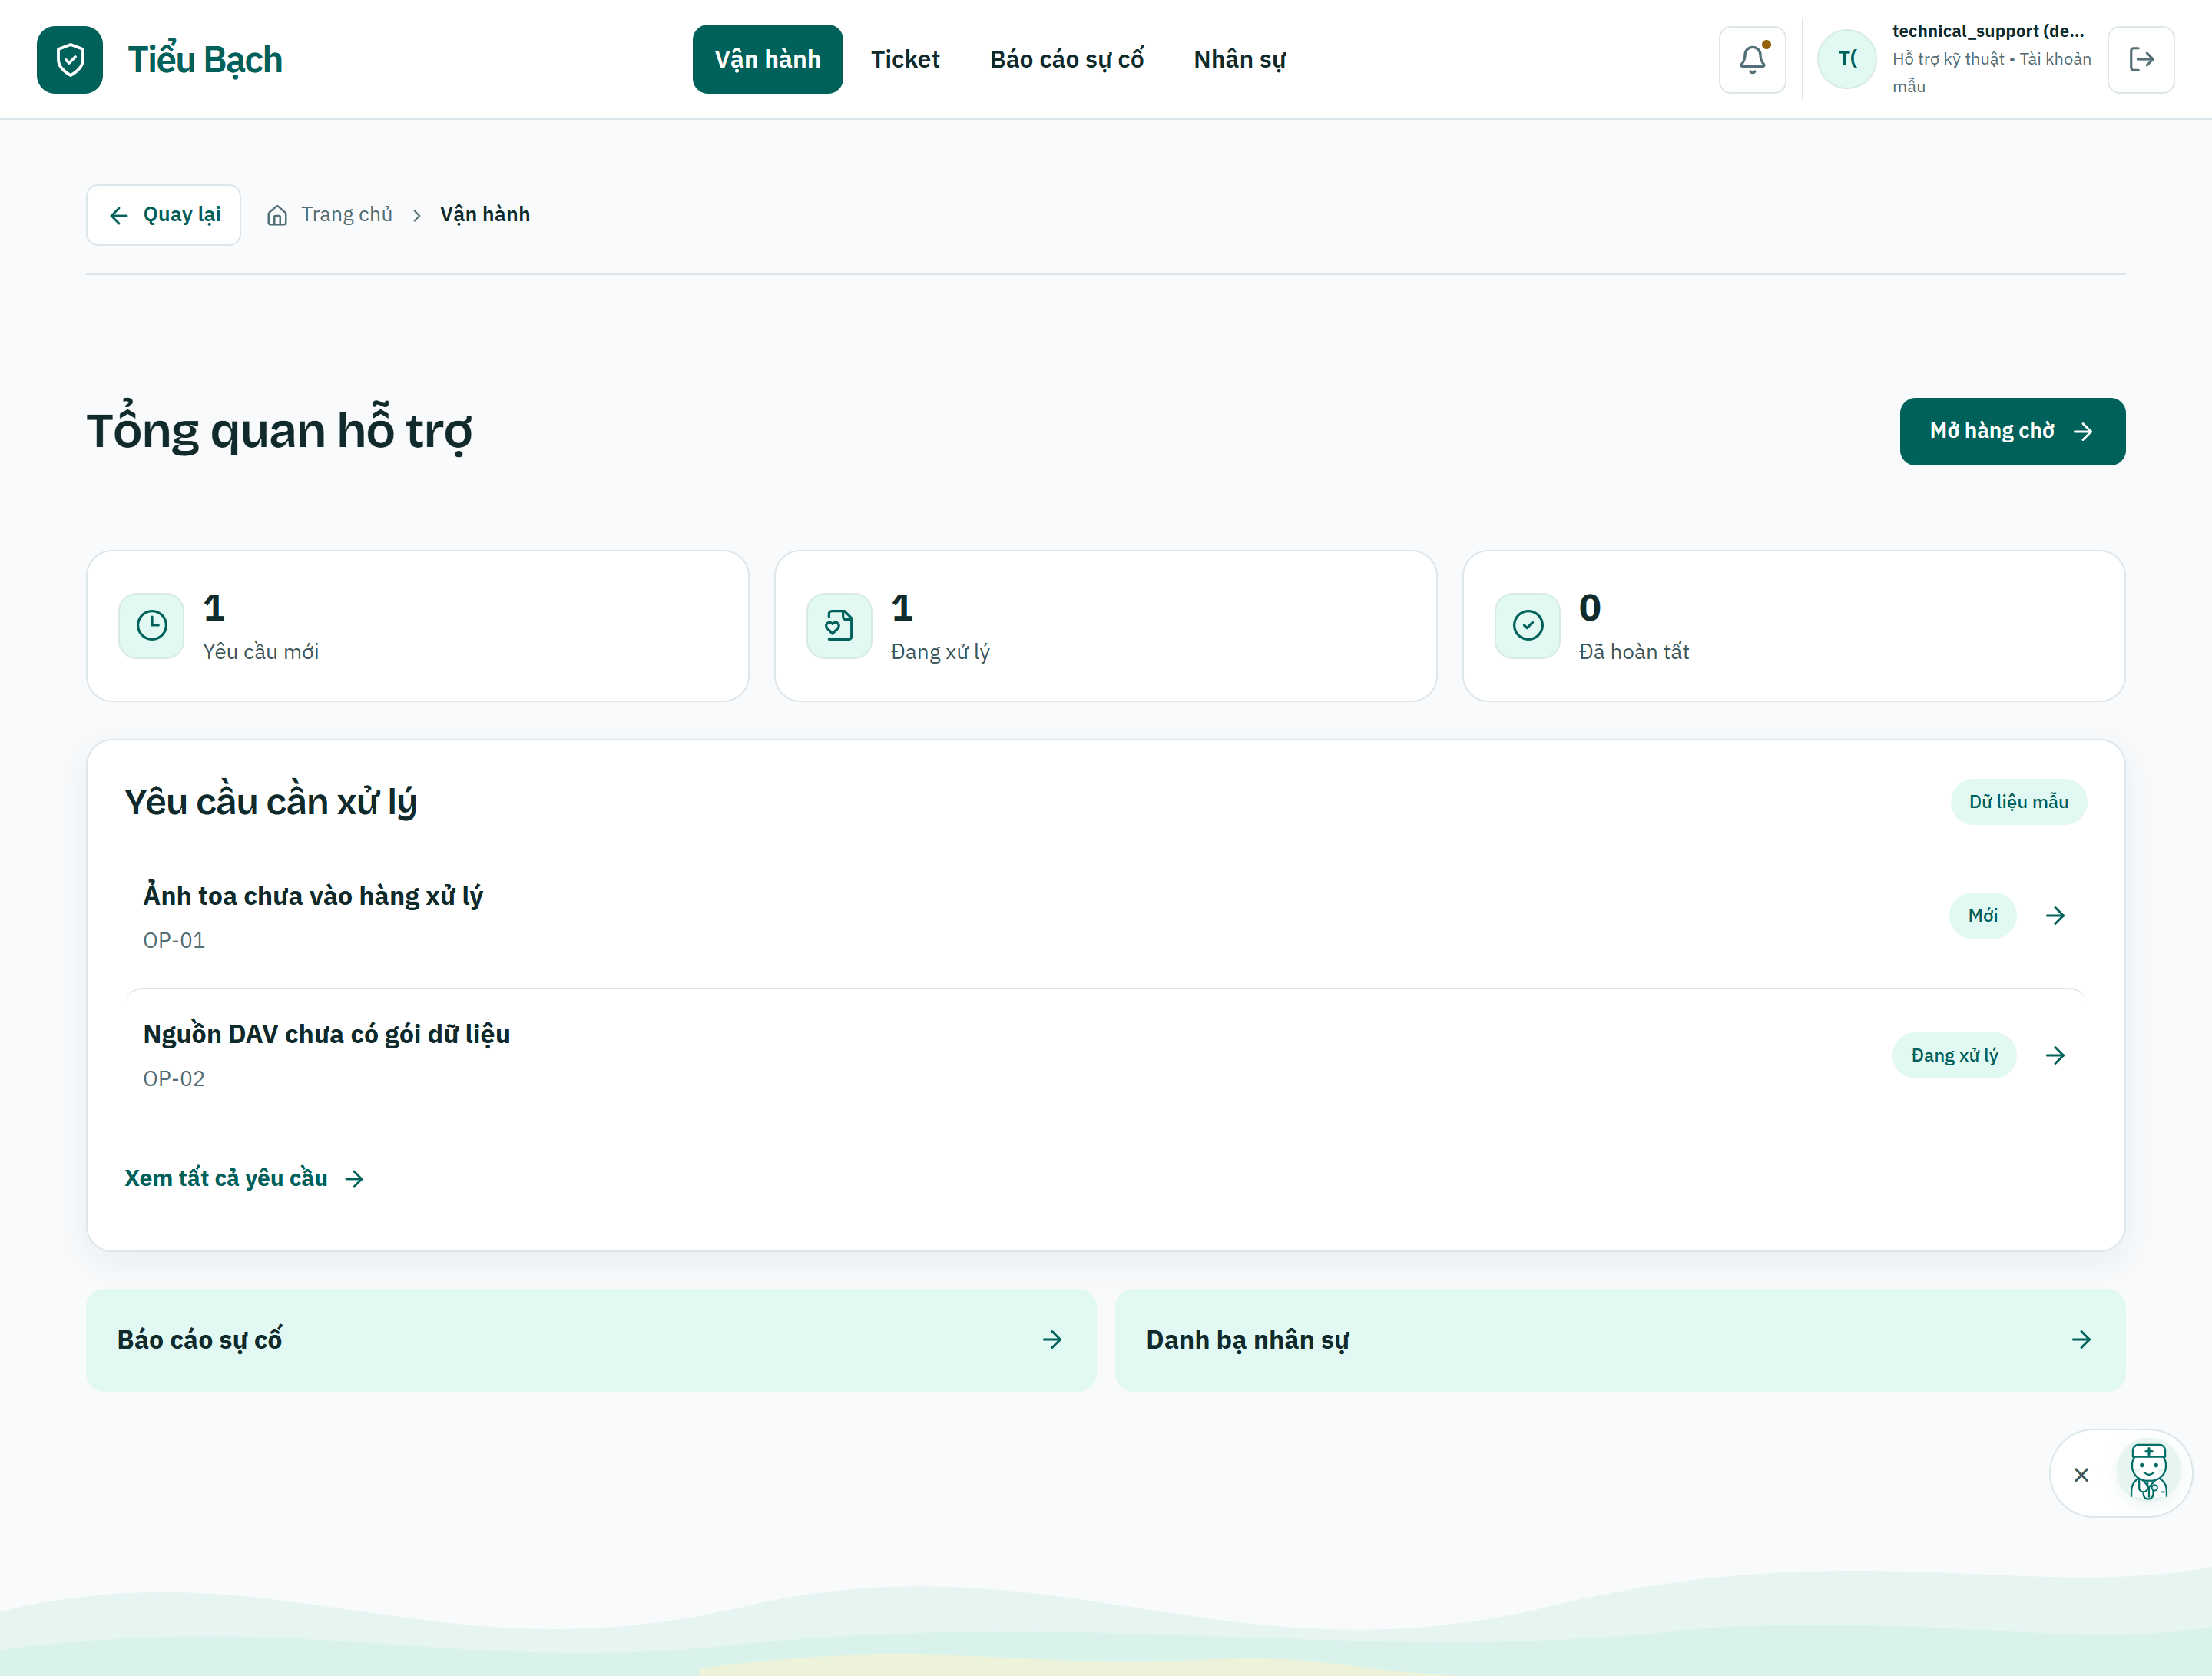 Tiểu Bạch
Vận hành
Ticket
Báo cáo sự cố
Nhân sự
T(
technical_support (de...
Hỗ trợ kỹ thuật • Tài khoản
mẫu
Quay lại
Trang chủ
Vận hành
Tổng quan hỗ trợ
Mở hàng chờ
1
Yêu cầu mới
1
Đang xử lý
0
Đã hoàn tất
Yêu cầu cần xử lý
Dữ liệu mẫu
Ảnh toa chưa vào hàng xử lý
OP-01
Mới
Nguồn DAV chưa có gói dữ liệu
OP-02
Đang xử lý
Xem tất cả yêu cầu
Báo cáo sự cố
Danh bạ nhân sự